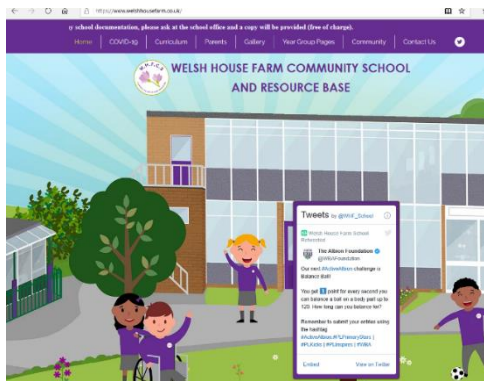 https://www.welshhousefarm.co.uk/
y school documentation, please ask at the school office and a copy will be provided (free of charge).
Home COVID-19 Curriculum Parents Gallery Year Group Pages Community Contact Us
W.H.F.C.S
WELSH HOUSE FARM COMMUNITY SCHOOL
AND RESOURCE BASE
Tweets by @WHF_School
Welsh House Farm School
Retweeted
The Albion Foundation
@WBAFoundation
Our next #ActiveAlbion challenge is
Balance Ball!
You get 1 point for every second you
can balance a ball on a body part up to
120. How long can you balance for?
Remember to submit your entries using
the hashtag
#ActiveAlbion #PLPrimaryStars |
#PLKicks | #PLInspires | #WBA
Embed View on Twitter